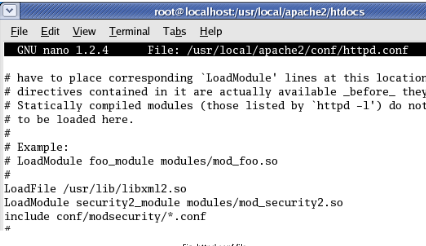 root@localhost:/usr/local/apache2/htdocs
File Edit View Terminal Tabs Help
GNU nano 1.2.4 File: /usr/local/apache2/conf/httpd.conf
# have to place corresponding `LoadModule' lines at this location
# directives contained in it are actually available _before_ they
# Statically compiled modules (those listed by `httpd -l') do not
# to be loaded here.
#
# Example:
# LoadModule foo_module modules/mod_foo.so
#
LoadFile /usr/lib/libxml2.so
LoadModule security2_module modules/mod_security2.so
include conf/modsecurity/*.conf
#